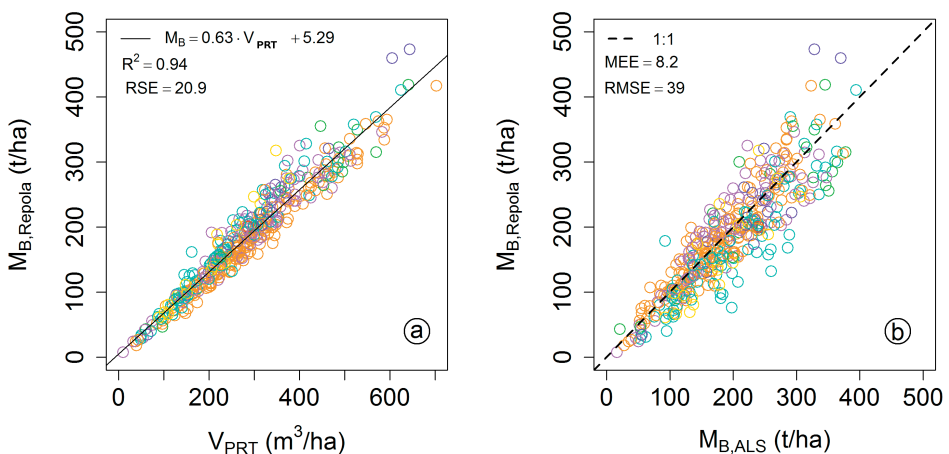 M_B = 0.63 · V_PRT + 5.29
R² = 0.94
RSE = 20.9
500
400
300
200
100
0
M_B,Repola (t/ha)
0 200 400 600
V_PRT (m³/ha)
a
1:1
MEE = 8.2
RMSE = 39
500
400
300
200
100
0
M_B,Repola (t/ha)
0 100 200 300 400 500
M_B,ALS (t/ha)
b